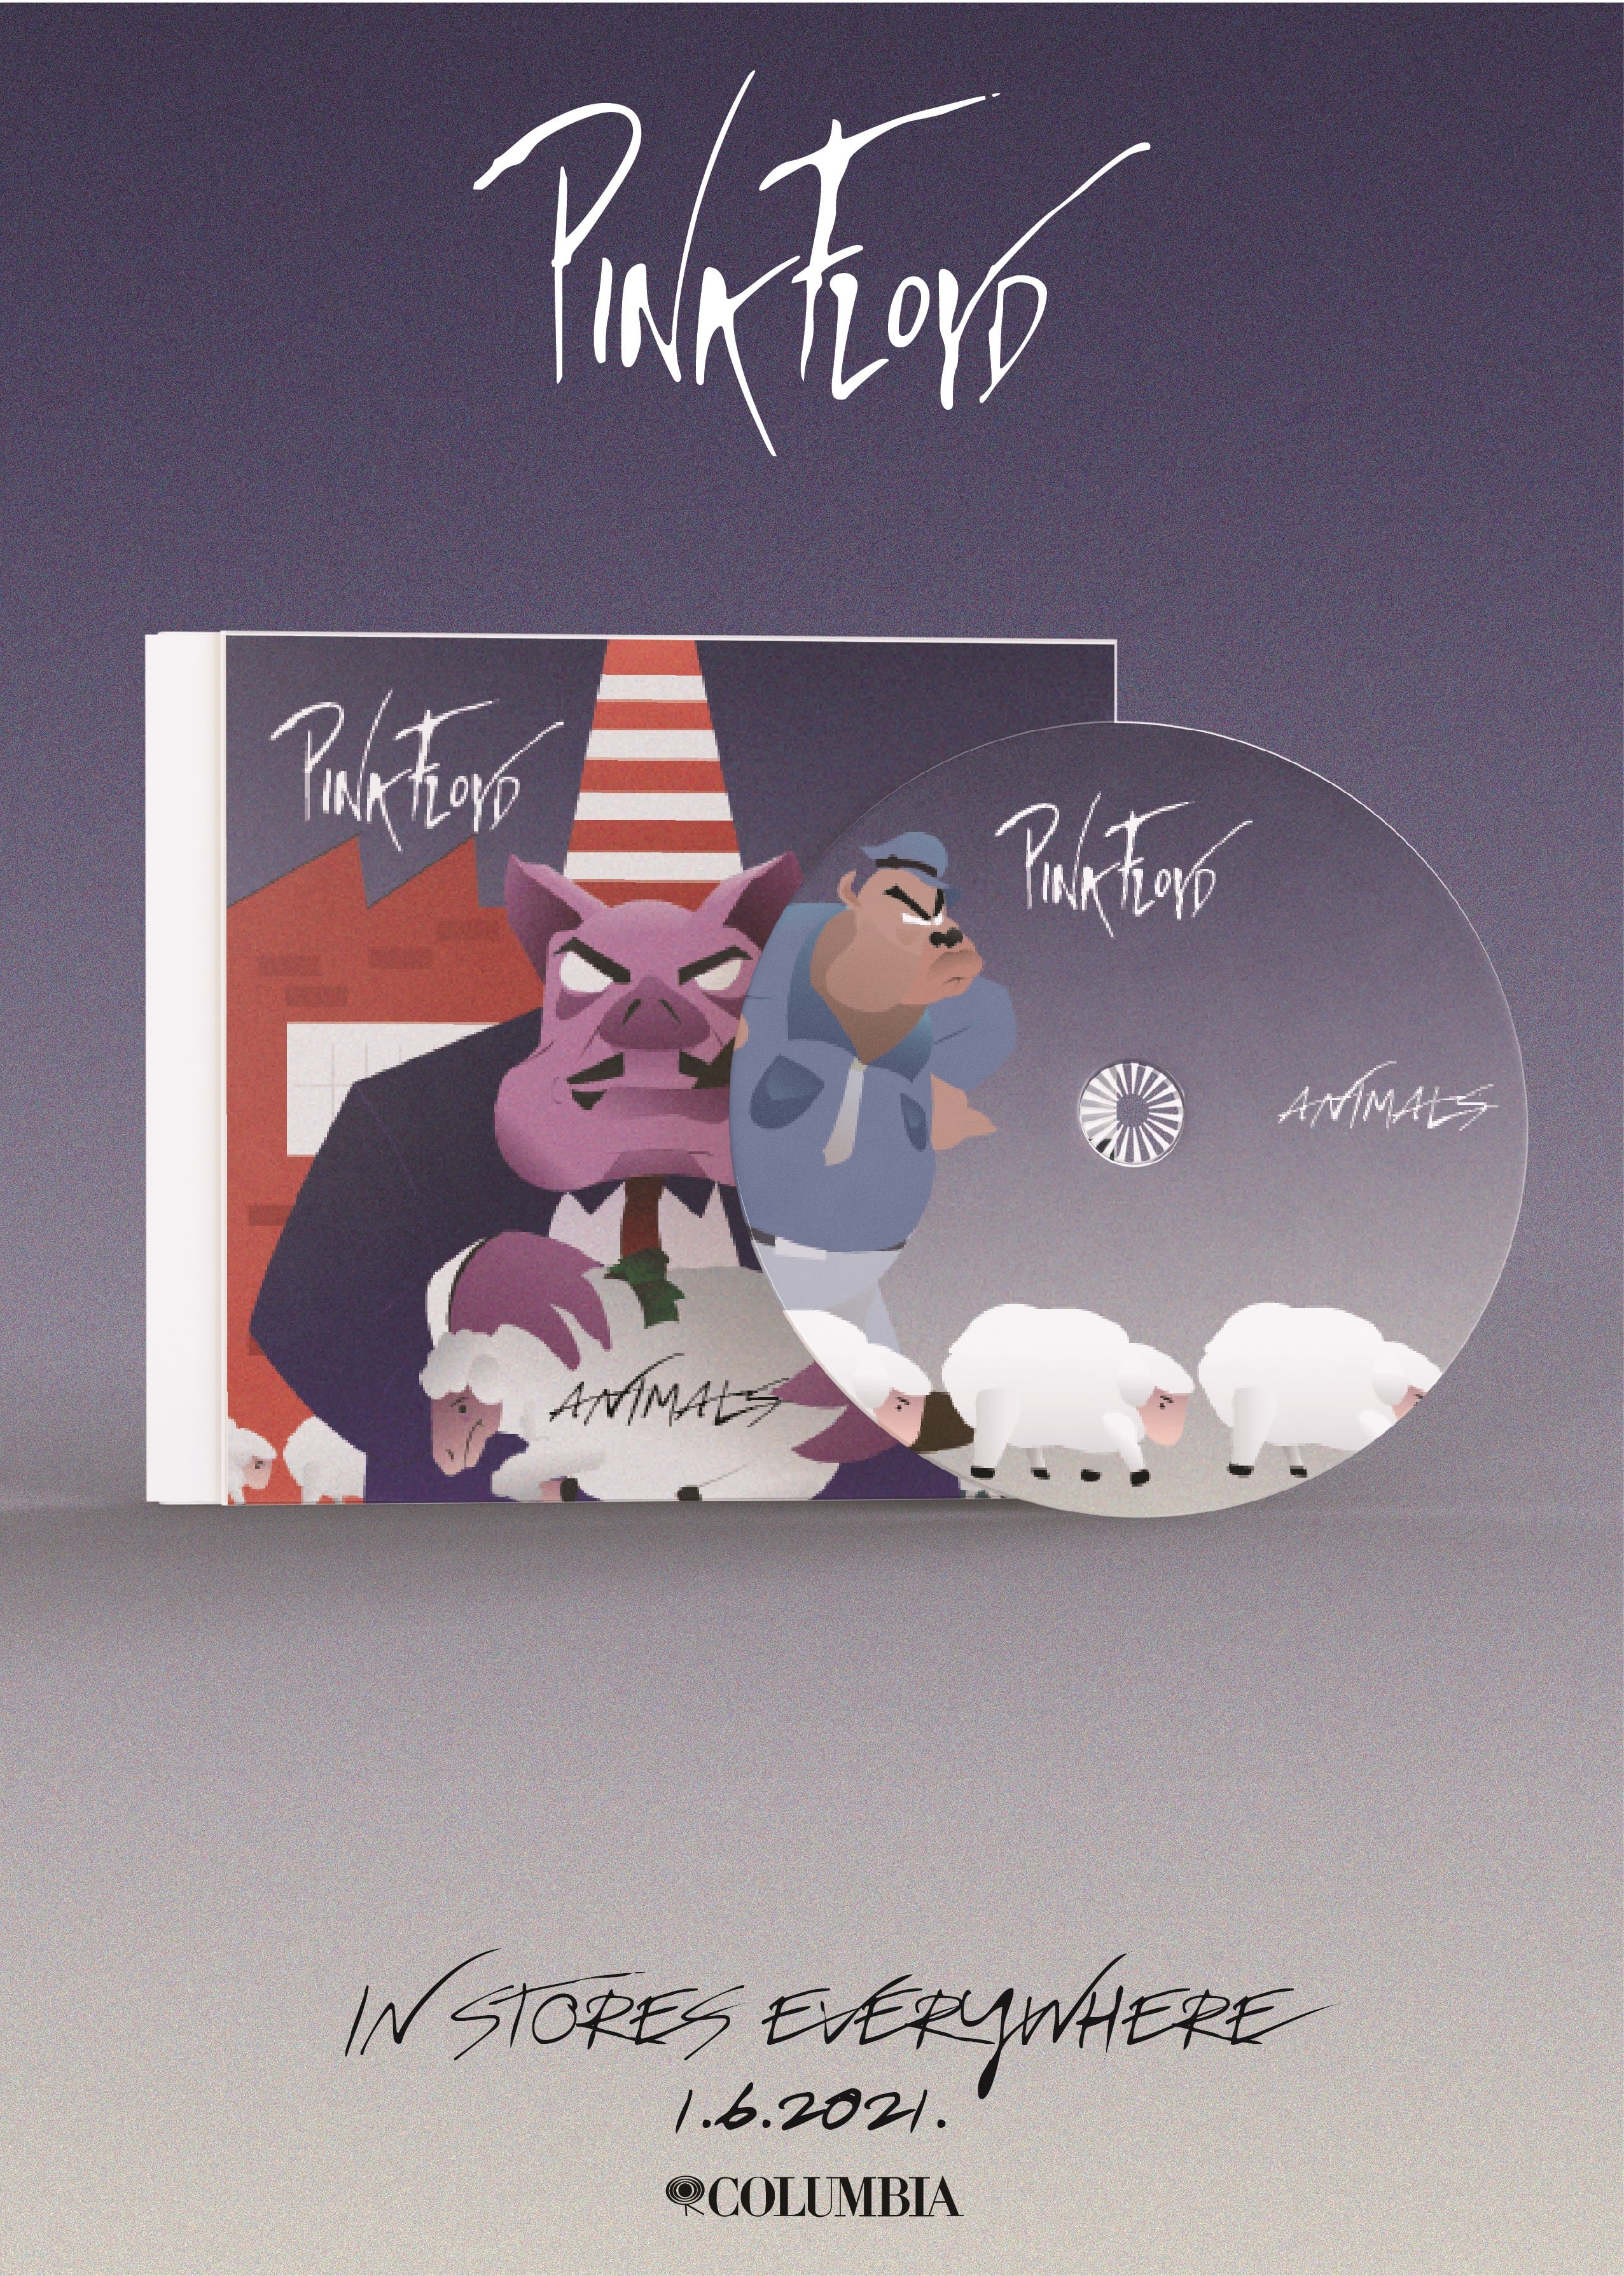 PINK FLOYD
PINK FLOYD
PINK FLOYD
ANIMALS
ANIMALS
IN STORES EVERYWHERE
1.6.2021.
COLUMBIA